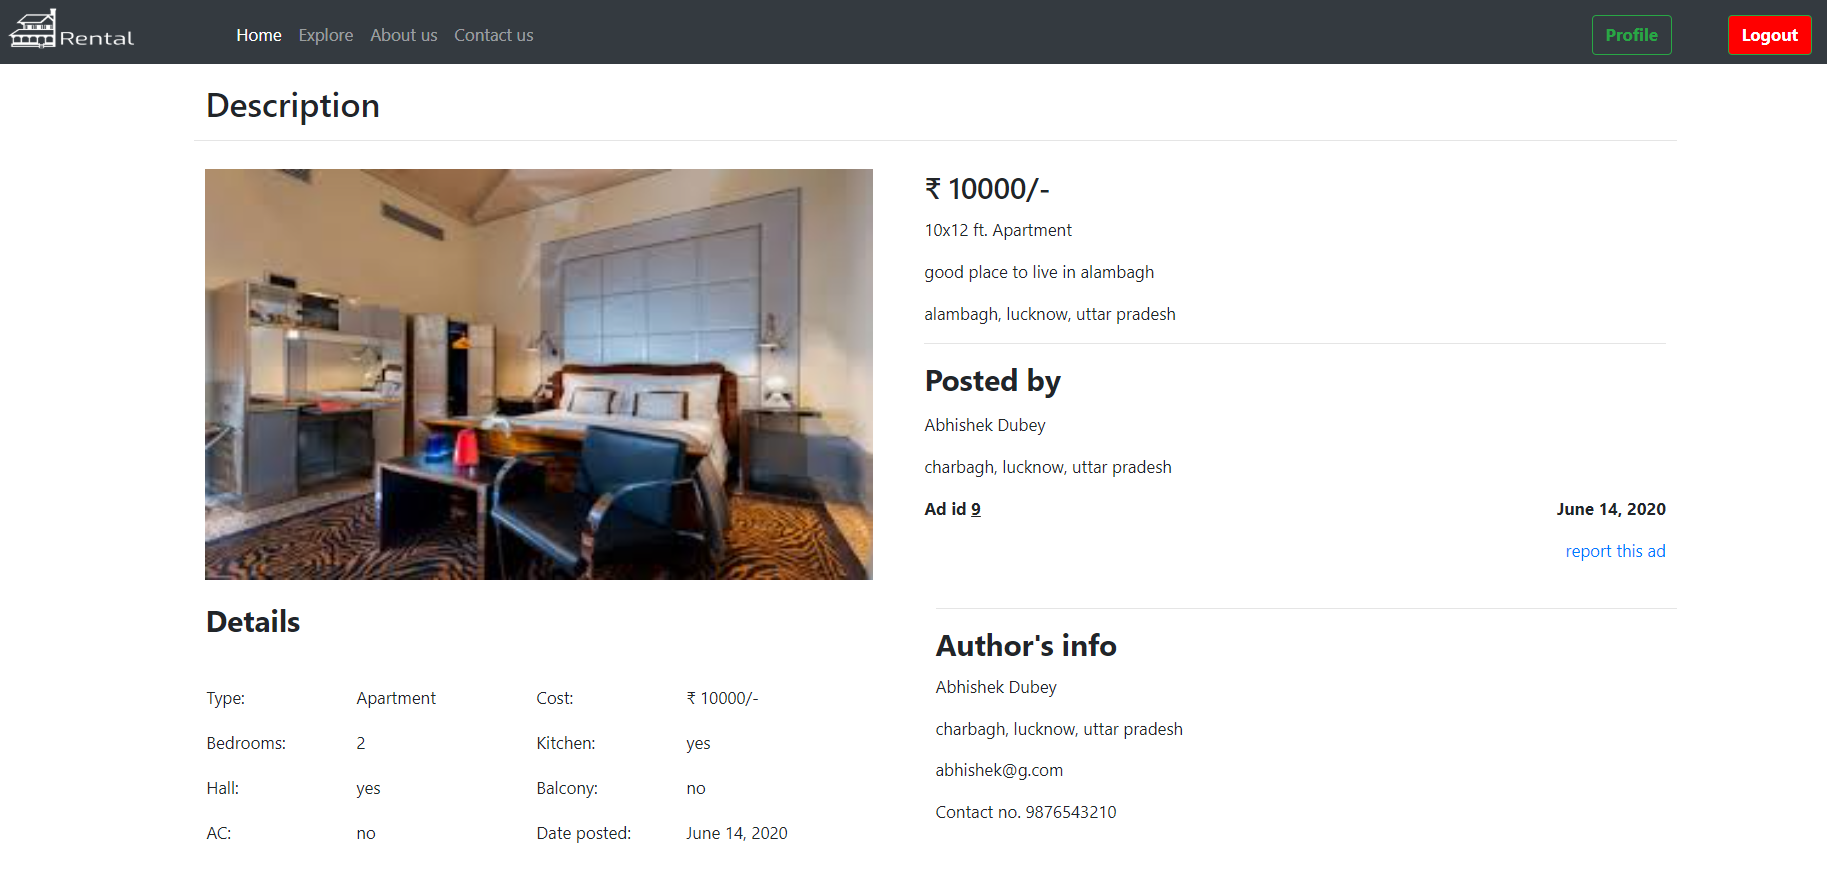 Rental
Home Explore About us Contact us
Profile
Logout
Description
₹ 10000/-
10x12 ft. Apartment
good place to live in alambagh
alambagh, lucknow, uttar pradesh
Posted by
Abhishek Dubey
charbagh, lucknow, uttar pradesh
Ad id 9 June 14, 2020
report this ad
Details
Type: Apartment Cost: ₹ 10000/-
Bedrooms: 2 Kitchen: yes
Hall: yes Balcony: no
AC: no Date posted: June 14, 2020
Author's info
Abhishek Dubey
charbagh, lucknow, uttar pradesh
abhishek@g.com
Contact no. 9876543210